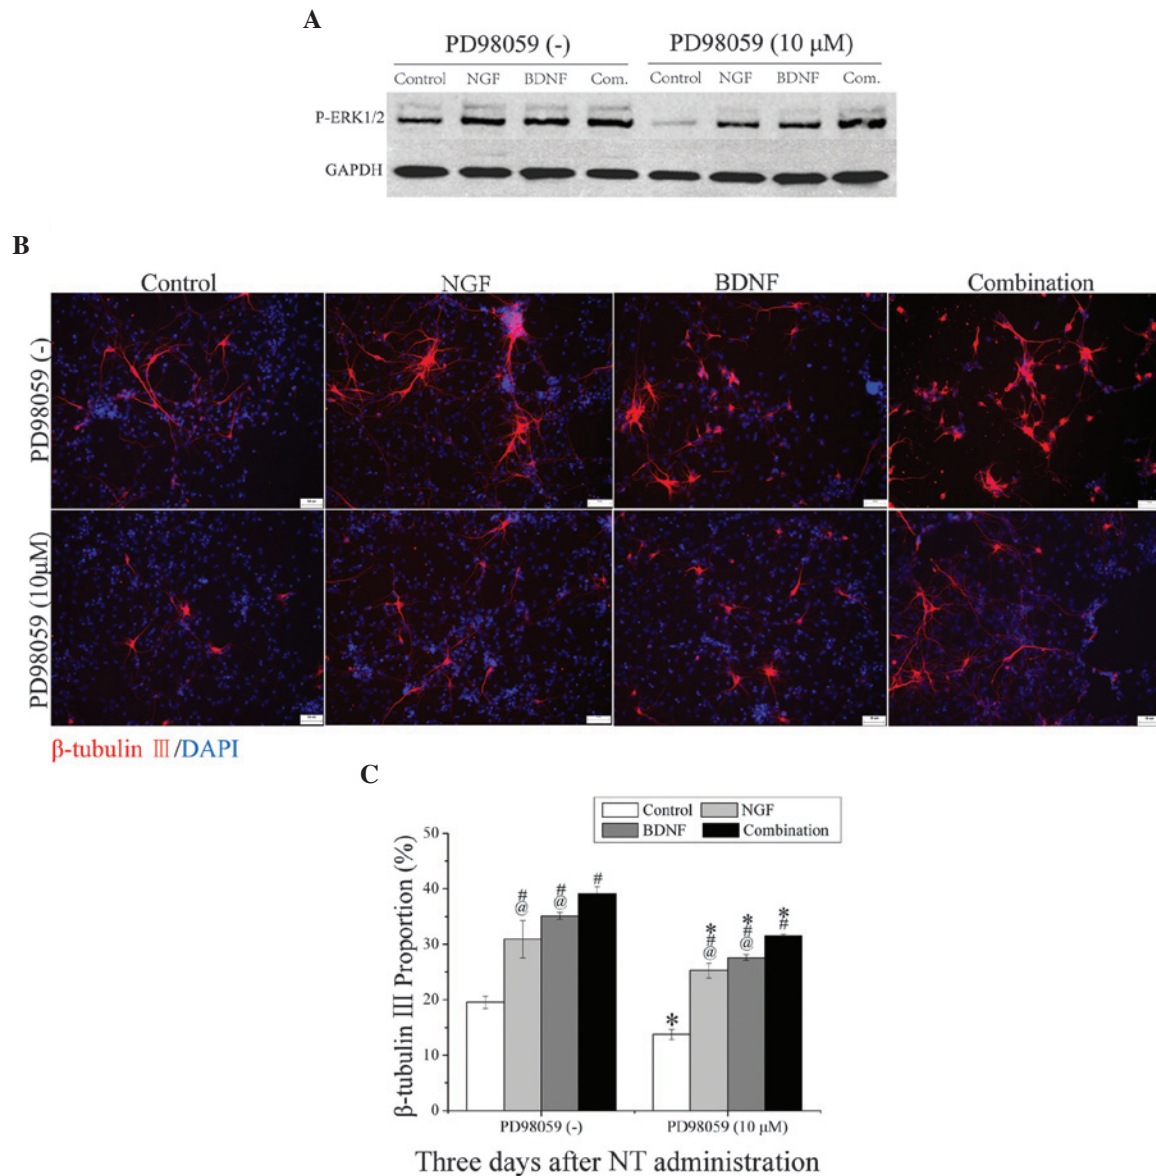 A
PD98059 (-) PD98059 (10 μM)
Control NGF BDNF Com. Control NGF BDNF Com.
P-ERK1/2
GAPDH
B
Control NGF BDNF Combination
PD98059 (-)
PD98059 (10μM)
β-tubulin Ⅲ/DAPI
C
Control NGF
BDNF Combination
β-tubulin III Proportion (%)
50
40
30
20
10
0
# # #
@ @
* * *
# # #
@ @
*
PD98059 (-) PD98059 (10 μM)
Three days after NT administration